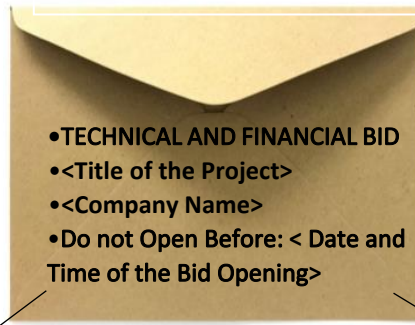 •TECHNICAL AND FINANCIAL BID
•<Title of the Project>
•<Company Name>
•Do not Open Before: < Date and
Time of the Bid Opening>